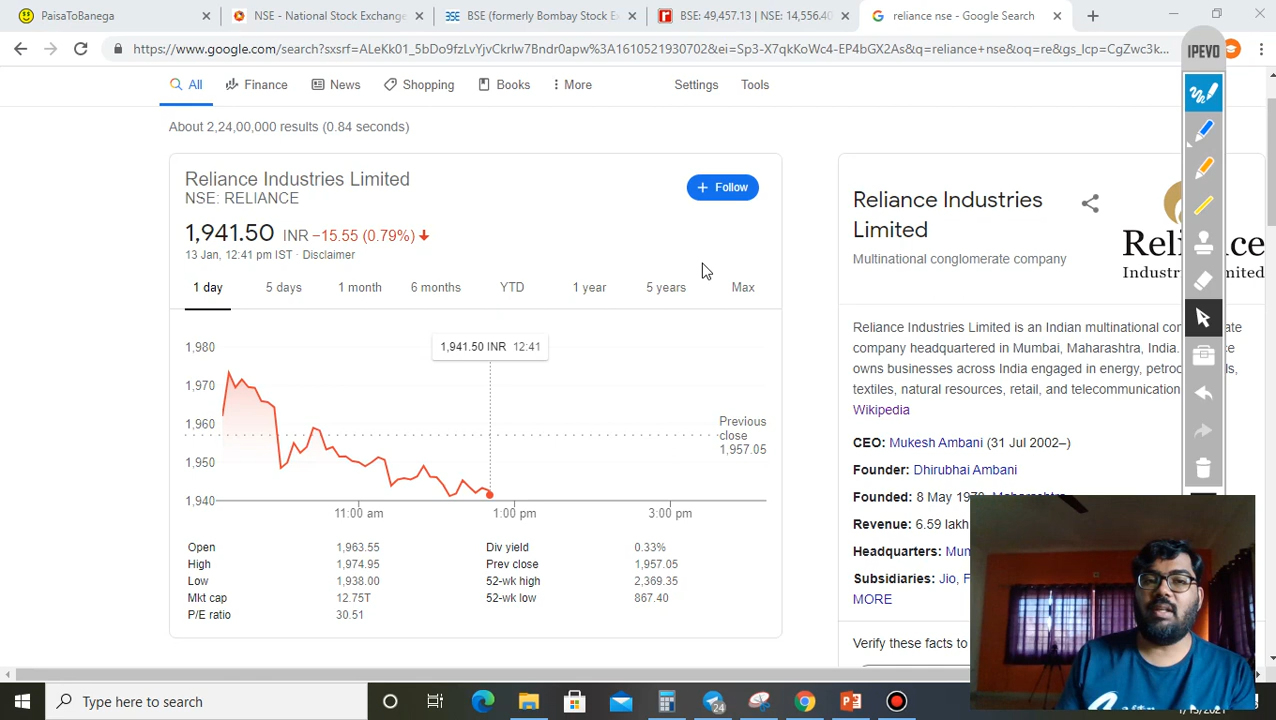 PaisaToBanega
NSE - National Stock Exchange
BSE (formerly Bombay Stock E
BSE: 49,457.13 | NSE: 14,556.40
reliance nse - Google Search
https://www.google.com/search?sxsrf=ALeKk01_5bDo9fzLvYjvCkrlw7Bndr0apw%3A1610521930702&ei=Sp3-X7qkKoWc4-EP4bGX2As&q=reliance+nse&oq=re&gs_lcp=CgZwc3k...
IPEVO
All
Finance
News
Shopping
Books
More
Settings
Tools
About 2,24,00,000 results (0.84 seconds)
Reliance Industries Limited
NSE: RELIANCE
+ Follow
1,941.50 INR −15.55 (0.79%)
13 Jan, 12:41 pm IST · Disclaimer
1 day
5 days
1 month
6 months
YTD
1 year
5 years
Max
1,941.50 INR 12:41
1,980
1,970
1,960
1,950
1,940
Previous
close
1,957.05
11:00 am
1:00 pm
3:00 pm
Open 1,963.55
High 1,974.95
Low 1,938.00
Mkt cap 12.75T
P/E ratio 30.51
Div yield 0.33%
Prev close 1,957.05
52-wk high 2,369.35
52-wk low 867.40
Reliance Industries
Limited
Multinational conglomerate company
Rel ce
Indust imited
Reliance Industries Limited is an Indian multinational co ate
company headquartered in Mumbai, Maharashtra, India. ce
owns businesses across India engaged in energy, petroc ls,
textiles, natural resources, retail, and telecommunication
Wikipedia
CEO: Mukesh Ambani (31 Jul 2002–)
Founder: Dhirubhai Ambani
Founded: 8 May
Revenue: 6.59 lakh
Headquarters: Mum
Subsidiaries: Jio, F
MORE
Verify these facts to
Type here to search
24